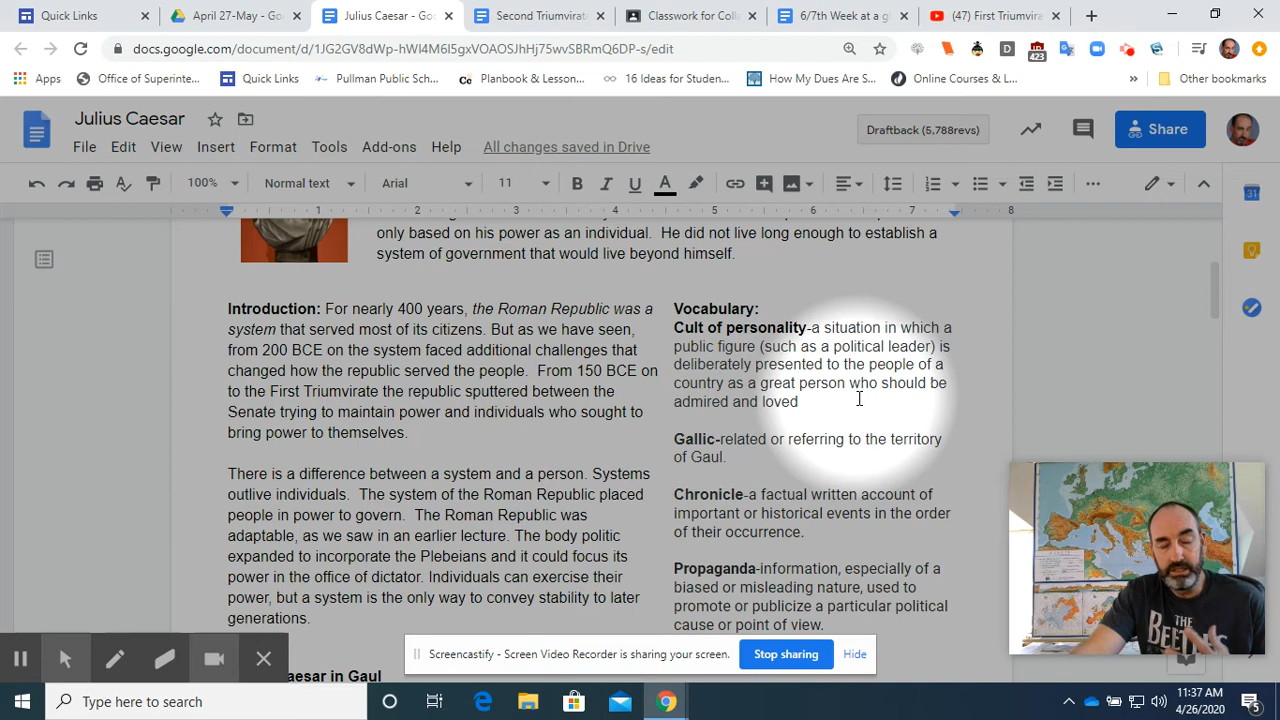 Quick Links
April 27-May - Go
Julius Caesar - Goo
Second Triumvirat
Classwork for Coll
6/7th Week at a gl
(47) First Triumvira
docs.google.com/document/d/1JG2GV8dWp-hWI4M6I5gxVOAOSJhHj75wvSBRmQ6DP-s/edit
423
Apps
Office of Superinte...
Quick Links
Pullman Public Sch...
Planbook & Lesson...
16 Ideas for Studen...
How My Dues Are S...
Online Courses & L...
Other bookmarks
Julius Caesar
Draftback (5,788revs)
Share
File Edit View Insert Format Tools Add-ons Help All changes saved in Drive
100% Normal text Arial 11
1 2 3 4 5 6 7 8
only based on his power as an individual. He did not live long enough to establish a
system of government that would live beyond himself.
Introduction: For nearly 400 years, the Roman Republic was a
system that served most of its citizens. But as we have seen,
from 200 BCE on the system faced additional challenges that
changed how the republic served the people. From 150 BCE on
to the First Triumvirate the republic sputtered between the
Senate trying to maintain power and individuals who sought to
bring power to themselves.
There is a difference between a system and a person. Systems
outlive individuals. The system of the Roman Republic placed
people in power to govern. The Roman Republic was
adaptable, as we saw in an earlier lecture. The body politic
expanded to incorporate the Plebeians and it could focus its
power in the office of dictator. Individuals can exercise their
power, but a system is the only way to convey stability to later
generations.
Caesar in Gaul
Vocabulary:
Cult of personality-a situation in which a
public figure (such as a political leader) is
deliberately presented to the people of a
country as a great person who should be
admired and loved
Gallic-related or referring to the territory
of Gaul.
Chronicle-a factual written account of
important or historical events in the order
of their occurrence.
Propaganda-information, especially of a
biased or misleading nature, used to
promote or publicize a particular political
cause or point of view.
THE
Screencastify - Screen Video Recorder is sharing your screen.
Stop sharing
Hide
Type here to search
11:37 AM
4/26/2020
5